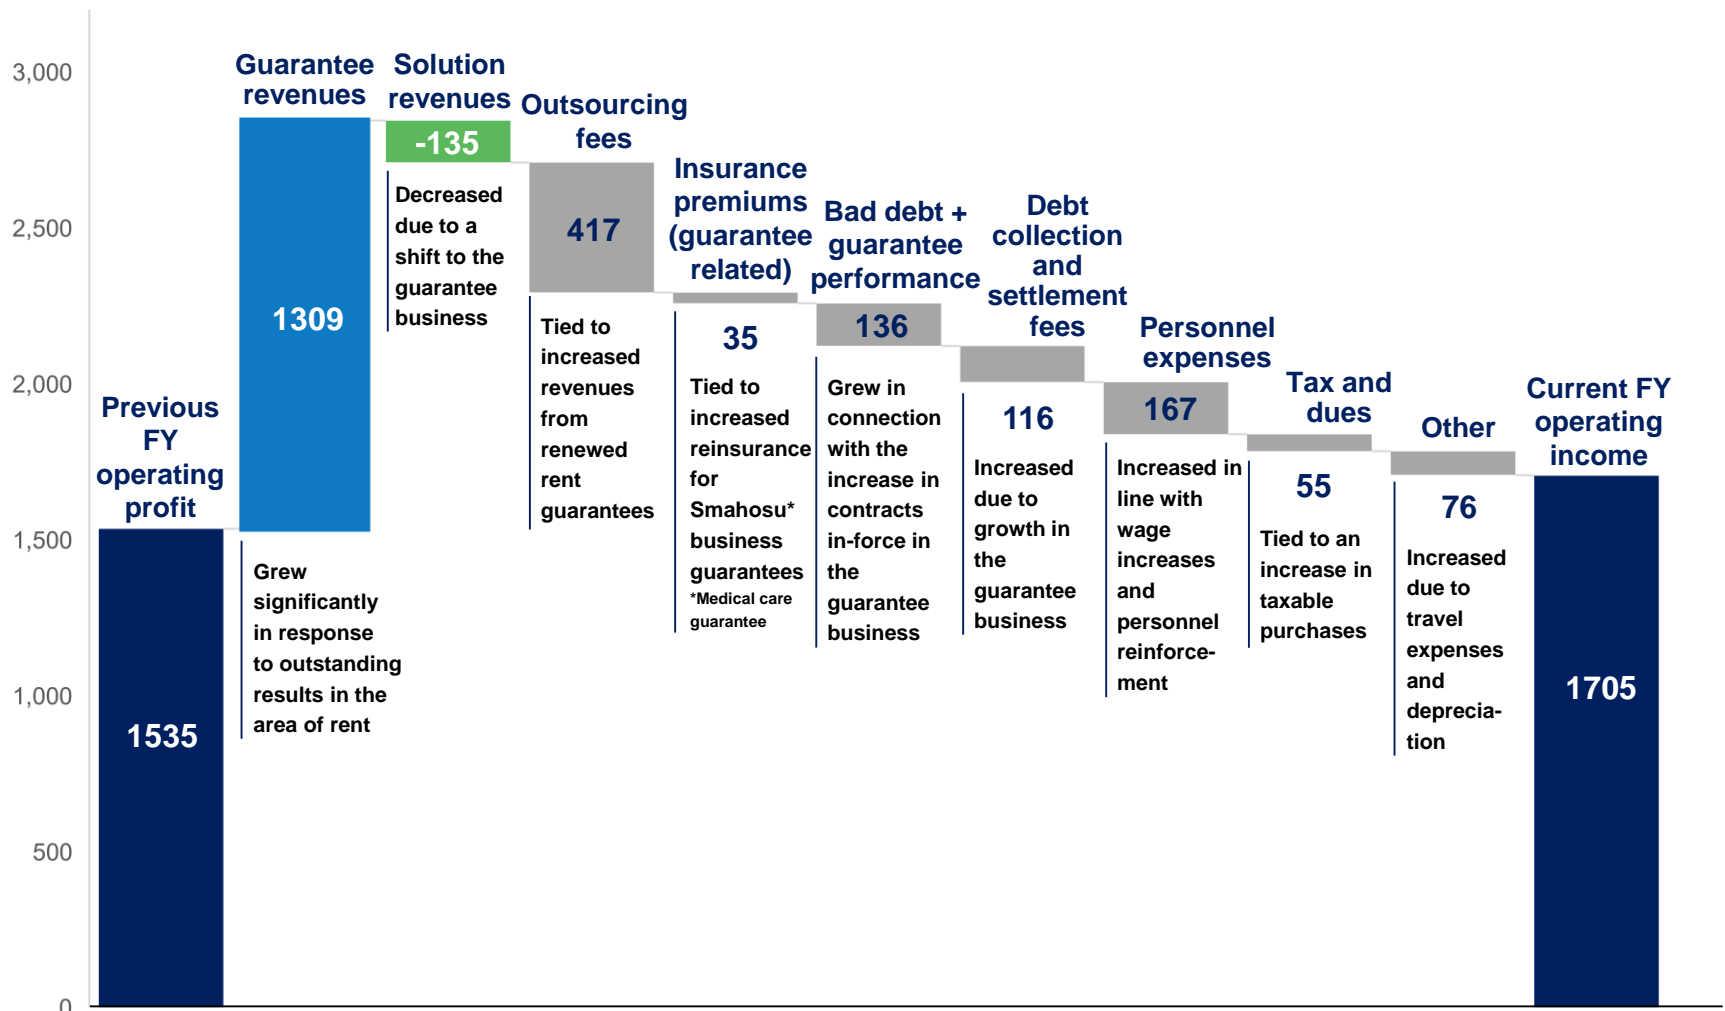 3,000
2,500
2,000
1,500
1,000
500
0
Previous
FY
operating
profit
1535
Guarantee
revenues
1309
Grew
significantly
in response
to outstanding
results in the
area of rent
Solution
revenues
-135
Decreased
due to a
shift to the
guarantee
business
Outsourcing
fees
417
Tied to
increased
revenues
from
renewed
rent
guarantees
Insurance
premiums
(guarantee
related)
35
Tied to
increased
reinsurance
for
Smahosu*
business
guarantees
*Medical care
guarantee
Bad debt +
guarantee
performance
136
Grew in
connection
with the
increase in
contracts
in-force in
the
guarantee
business
Debt
collection
and
settlement
fees
116
Increased
due to
growth in
the
guarantee
business
Personnel
expenses
167
Increased in
line with
wage
increases
and
personnel
reinforce-
ment
Tax and
dues
55
Tied to an
increase in
taxable
purchases
Other
76
Increased
due to
travel
expenses
and
deprecia-
tion
Current FY
operating
income
1705